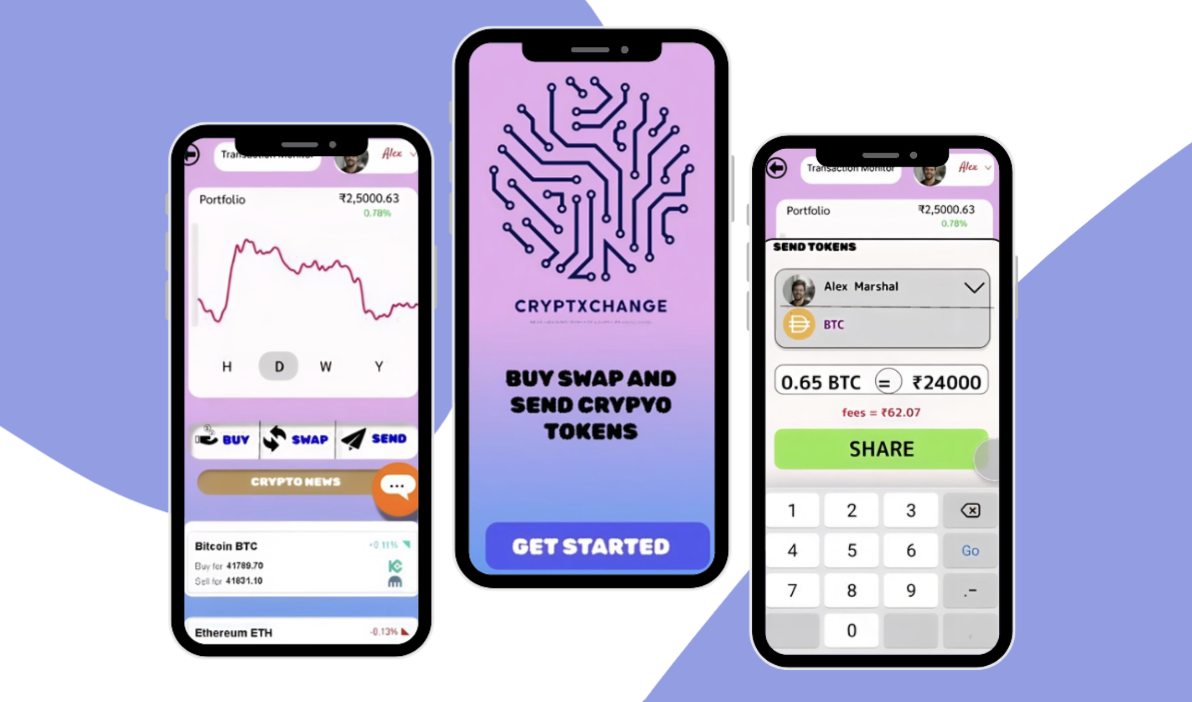 Transaction Monitor
Alex
Portfolio
₹2,5000.63
0.78%
H D W Y
BUY SWAP SEND
CRYPTO NEWS
Bitcoin BTC
+0.11%
Buy for 41789.70
Sell for 41831.10
Ethereum ETH
-0.13%
CRYPTXCHANGE
BUY SWAP AND
SEND CRYPYO
TOKENS
GET STARTED
Transaction Monitor
Alex
Portfolio
₹2,5000.63
0.78%
SEND TOKENS
Alex Marshal
BTC
0.65 BTC = ₹24000
fees = ₹62.07
SHARE
1 2 3
4 5 6 Go
7 8 9 .-
0 ,